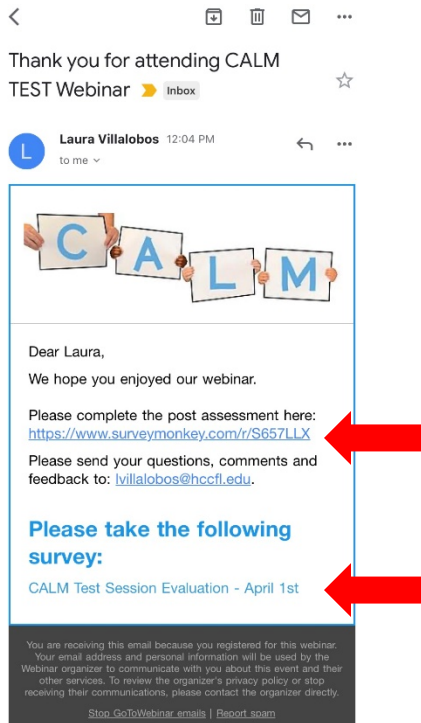 Thank you for attending CALM
TEST Webinar Inbox
L
Laura Villalobos 12:04 PM
to me
C A L M
Dear Laura,
We hope you enjoyed our webinar.
Please complete the post assessment here:
https://www.surveymonkey.com/r/S657LLX
Please send your questions, comments and
feedback to: lvillalobos@hccfl.edu.
Please take the following
survey:
CALM Test Session Evaluation - April 1st
You are receiving this email because you registered for this webinar.
Your email address and personal information will be used by the
Webinar organizer to communicate with you about this event and their
other services. To review the organizer's privacy policy or stop
receiving their communications, please contact the organizer directly.
Stop GoToWebinar emails | Report spam